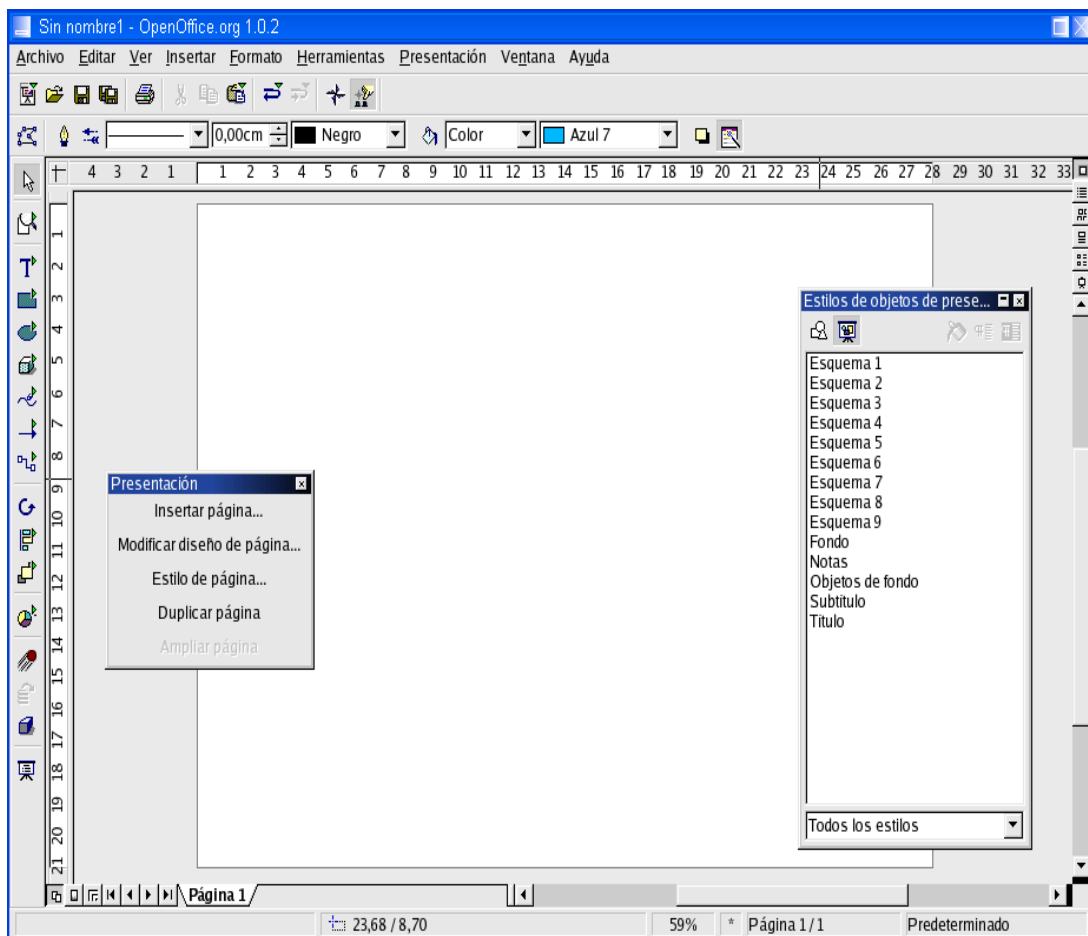 Sin nombre1 - OpenOffice.org 1.0.2
Archivo Editar Ver Insertar Formato Herramientas Presentación Ventana Ayuda
0,00cm Negro Color Azul 7
4 3 2 1 1 2 3 4 5 6 7 8 9 10 11 12 13 14 15 16 17 18 19 20 21 22 23 24 25 26 27 28 29 30 31 32 33
1
2
3
4
5
6
7
8
9
10
11
12
13
14
15
16
17
18
19
20
21
Estilos de objetos de prese...
Esquema 1
Esquema 2
Esquema 3
Esquema 4
Esquema 5
Esquema 6
Esquema 7
Esquema 8
Esquema 9
Fondo
Notas
Objetos de fondo
Subtítulo
Título
Todos los estilos
Presentación
Insertar página...
Modificar diseño de página...
Estilo de página...
Duplicar página
Ampliar página
Página 1
23,68 / 8,70 59% * Página 1 / 1 Predeterminado